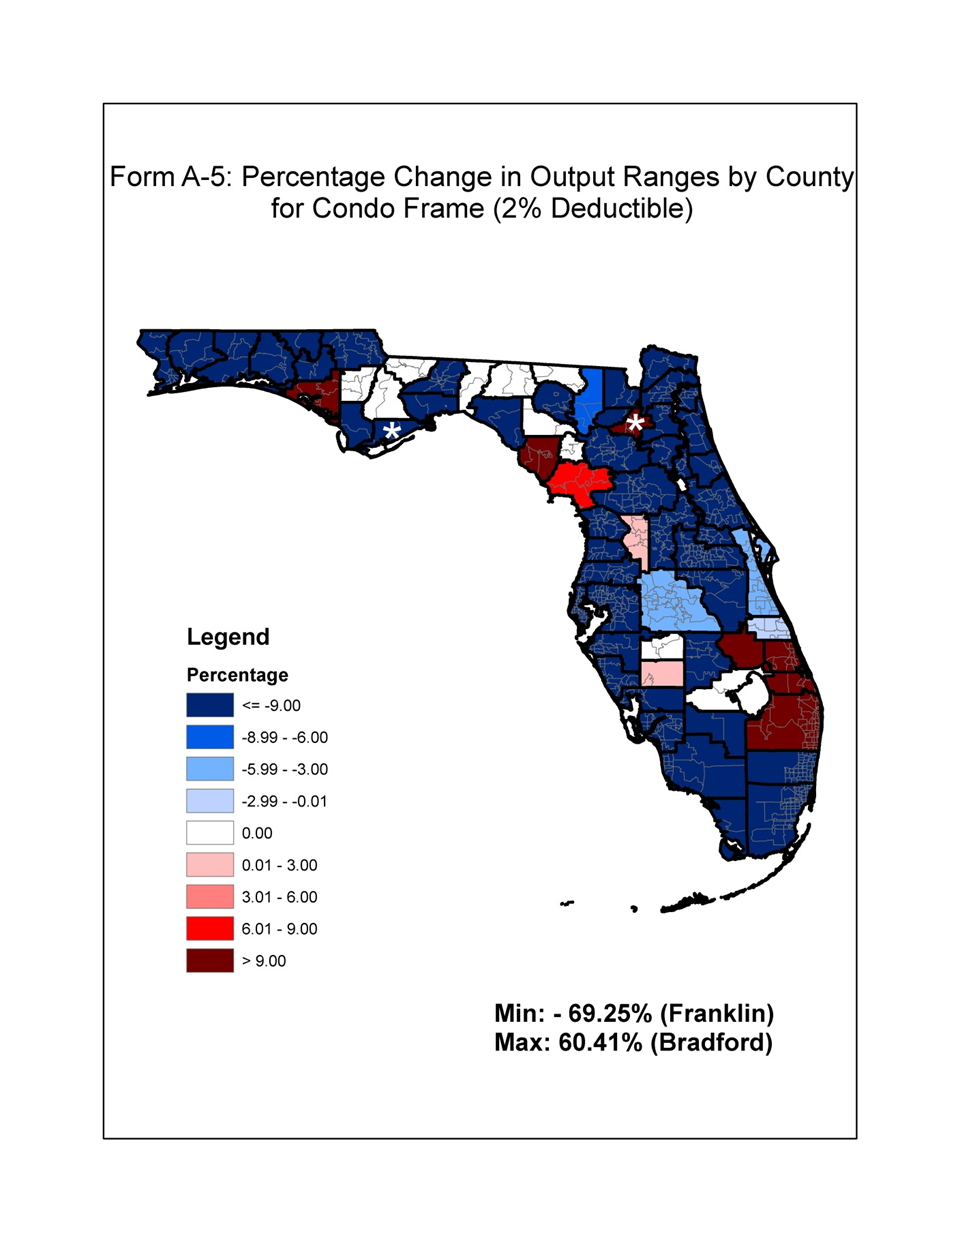 Form A-5: Percentage Change in Output Ranges by County
for Condo Frame (2% Deductible)
*
*
Legend
Percentage
<= -9.00
-8.99 - -6.00
-5.99 - -3.00
-2.99 - -0.01
0.00
0.01 - 3.00
3.01 - 6.00
6.01 - 9.00
> 9.00
Min: - 69.25% (Franklin)
Max: 60.41% (Bradford)